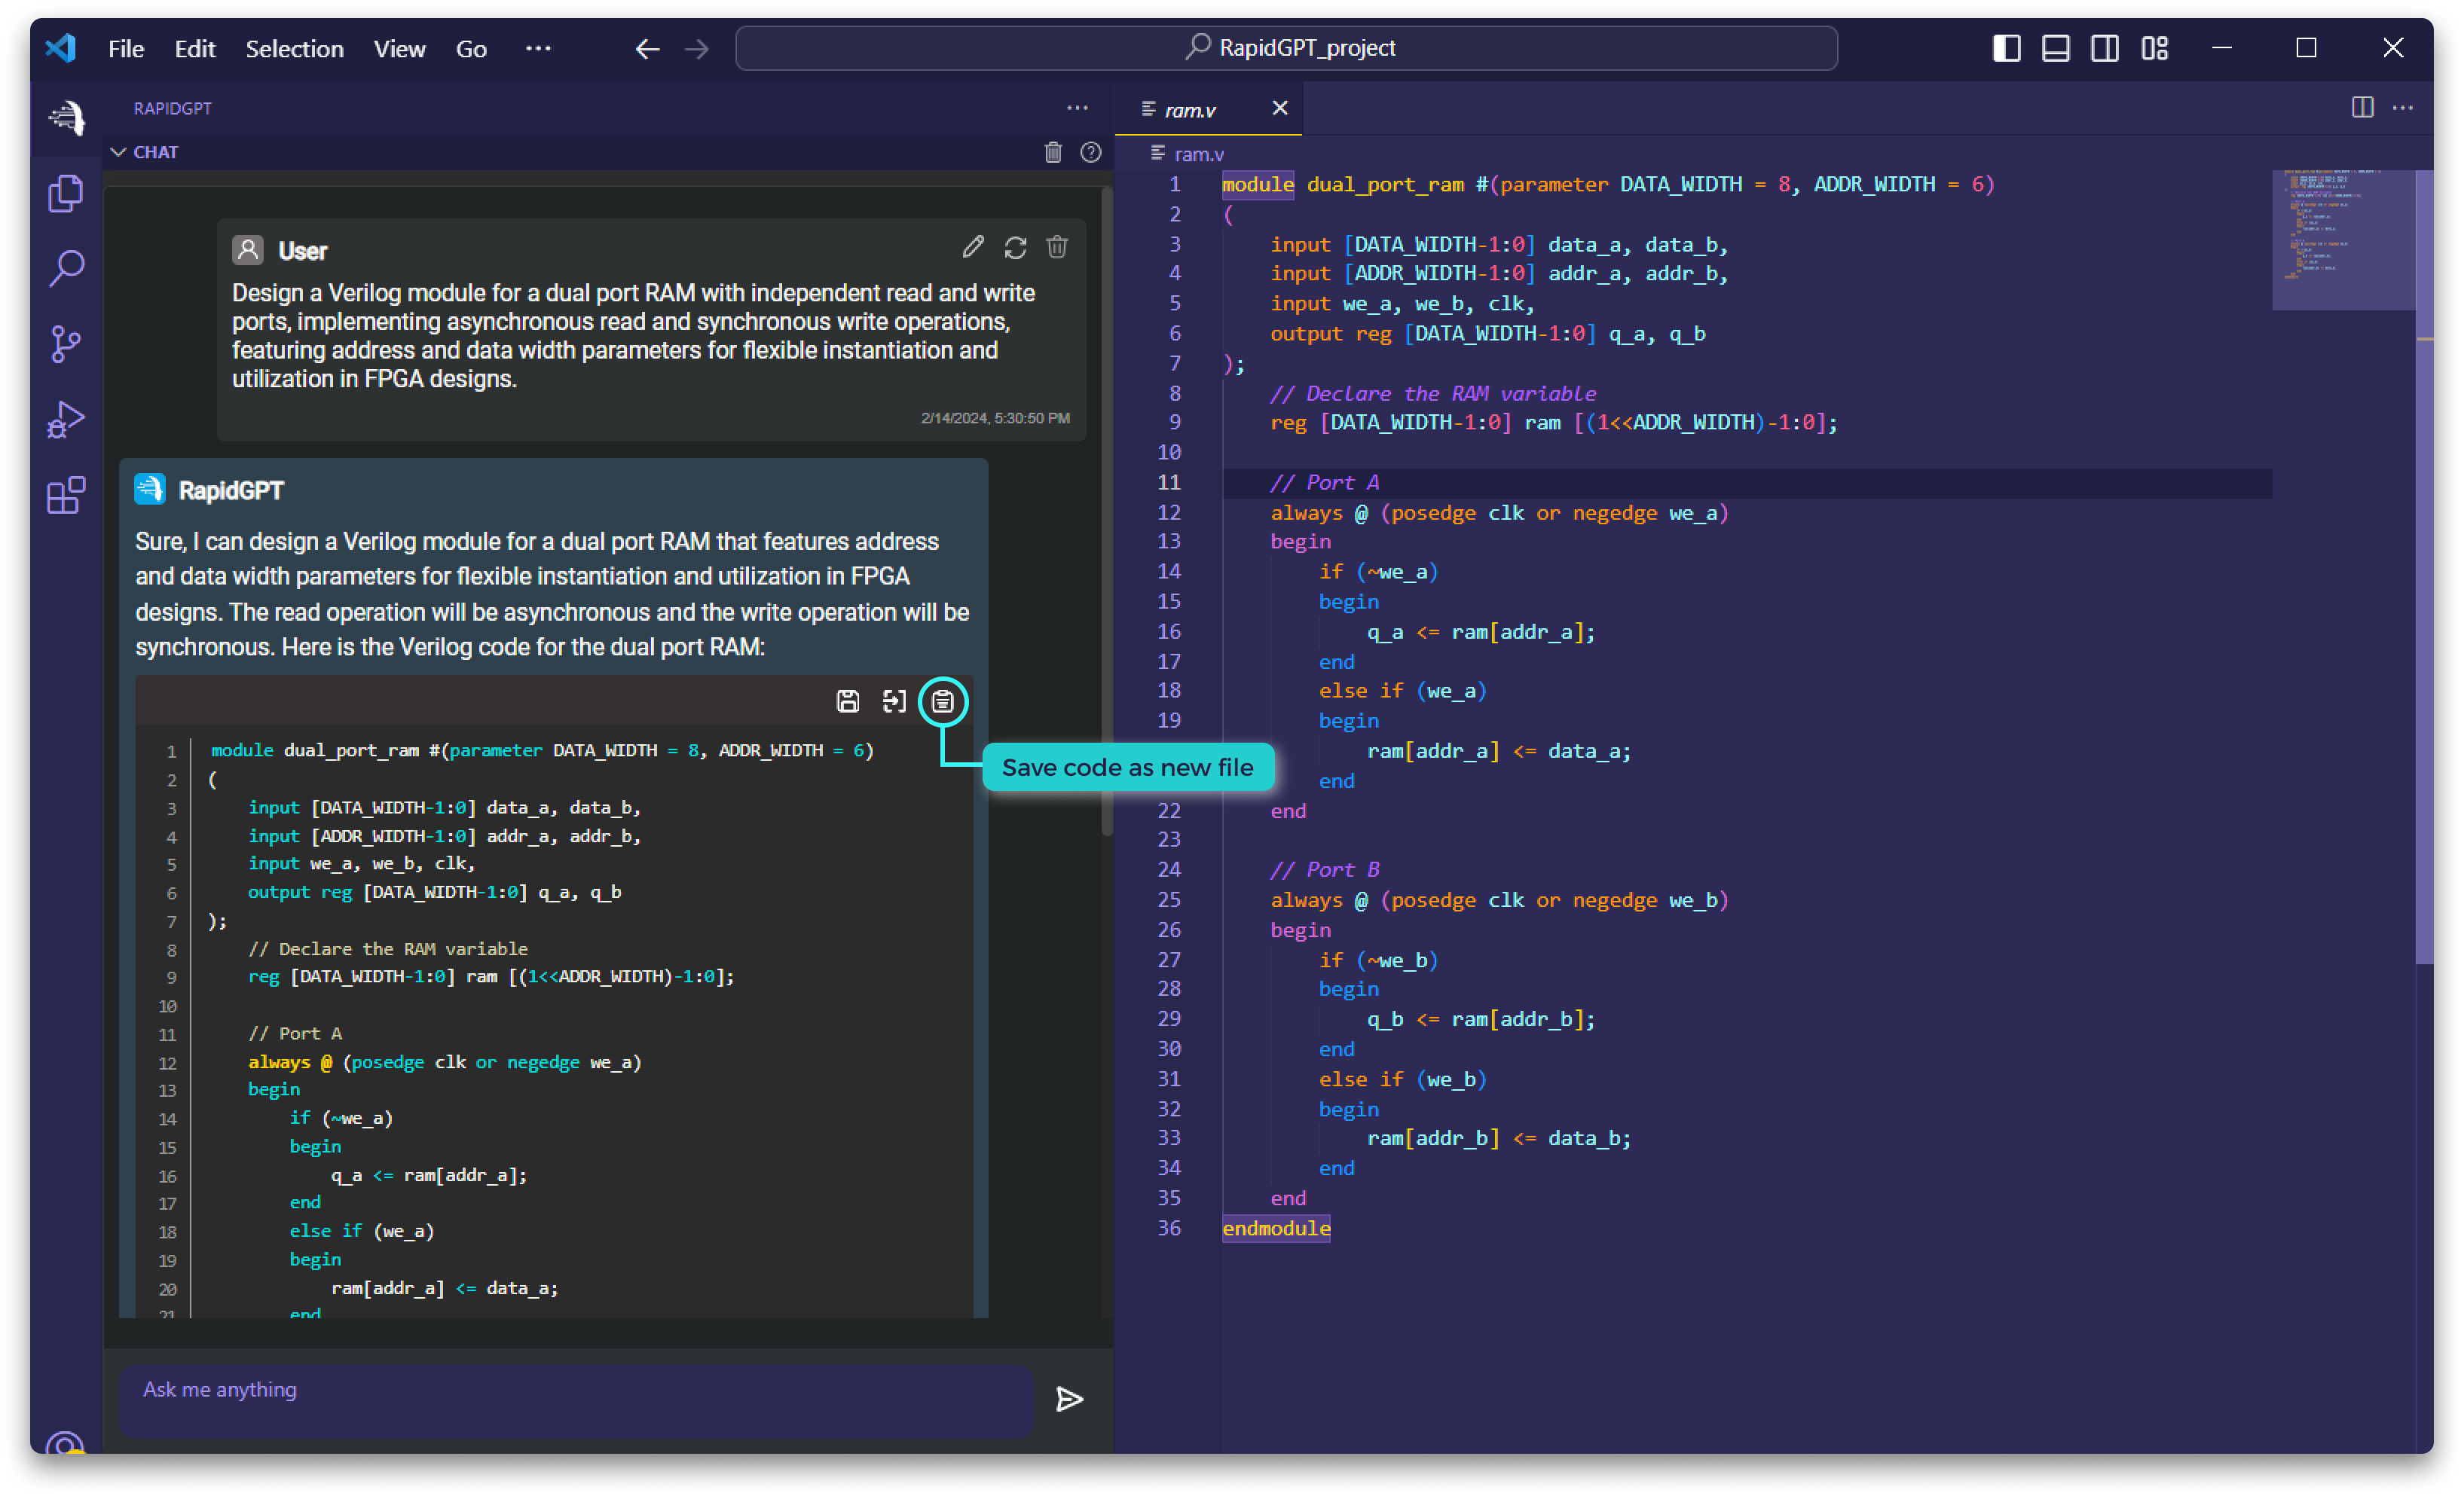 File Edit Selection View Go ...
RapidGPT_project
RAPIDGPT
CHAT
User
Design a Verilog module for a dual port RAM with independent read and write
ports, implementing asynchronous read and synchronous write operations,
featuring address and data width parameters for flexible instantiation and
utilization in FPGA designs.
2/14/2024, 5:30:50 PM
RapidGPT
Sure, I can design a Verilog module for a dual port RAM that features address
and data width parameters for flexible instantiation and utilization in FPGA
designs. The read operation will be asynchronous and the write operation will be
synchronous. Here is the Verilog code for the dual port RAM:
Save code as new file
1 module dual_port_ram #(parameter DATA_WIDTH = 8, ADDR_WIDTH = 6)
2 (
3 input [DATA_WIDTH-1:0] data_a, data_b,
4 input [ADDR_WIDTH-1:0] addr_a, addr_b,
5 input we_a, we_b, clk,
6 output reg [DATA_WIDTH-1:0] q_a, q_b
7 );
8 // Declare the RAM variable
9 reg [DATA_WIDTH-1:0] ram [(1<<ADDR_WIDTH)-1:0];
10
11 // Port A
12 always @ (posedge clk or negedge we_a)
13 begin
14 if (~we_a)
15 begin
16 q_a <= ram[addr_a];
17 end
18 else if (we_a)
19 begin
20 ram[addr_a] <= data_a;
21 end
Ask me anything
ram.v
ram.v
1 module dual_port_ram #(parameter DATA_WIDTH = 8, ADDR_WIDTH = 6)
2 (
3 input [DATA_WIDTH-1:0] data_a, data_b,
4 input [ADDR_WIDTH-1:0] addr_a, addr_b,
5 input we_a, we_b, clk,
6 output reg [DATA_WIDTH-1:0] q_a, q_b
7 );
8 // Declare the RAM variable
9 reg [DATA_WIDTH-1:0] ram [(1<<ADDR_WIDTH)-1:0];
10
11 // Port A
12 always @ (posedge clk or negedge we_a)
13 begin
14 if (~we_a)
15 begin
16 q_a <= ram[addr_a];
17 end
18 else if (we_a)
19 begin
ram[addr_a] <= data_a;
end
22 end
23
24 // Port B
25 always @ (posedge clk or negedge we_b)
26 begin
27 if (~we_b)
28 begin
29 q_b <= ram[addr_b];
30 end
31 else if (we_b)
32 begin
33 ram[addr_b] <= data_b;
34 end
35 end
36 endmodule